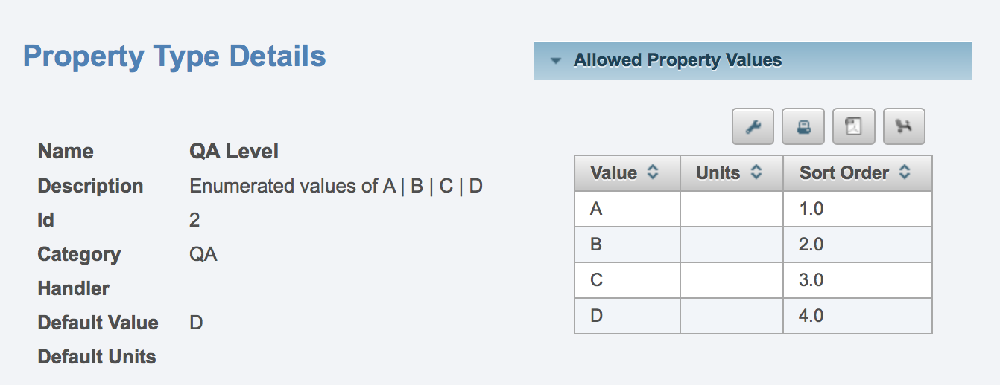 Property Type Details
Name QA Level
Description Enumerated values of A | B | C | D
Id 2
Category QA
Handler
Default Value D
Default Units
Allowed Property Values
Value Units Sort Order
A 1.0
B 2.0
C 3.0
D 4.0